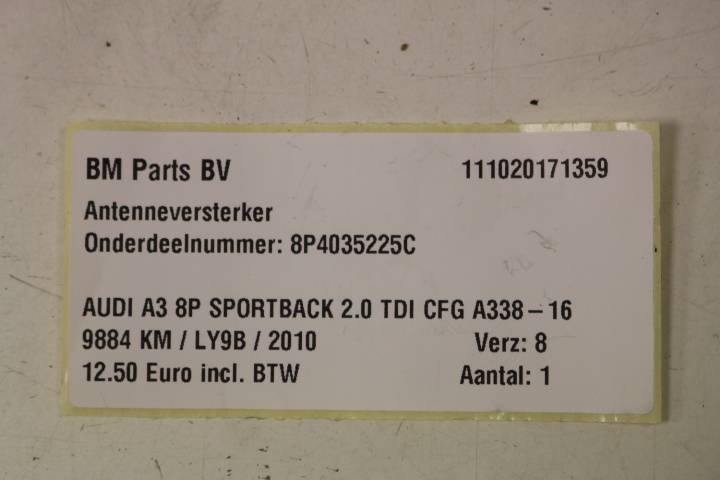 BM Parts BV 111020171359
Antenneversterker
Onderdeelnummer: 8P4035225C
AUDI A3 8P SPORTBACK 2.0 TDI CFG A338-16
9884 KM / LY9B / 2010 Verz: 8
12.50 Euro incl. BTW Aantal: 1